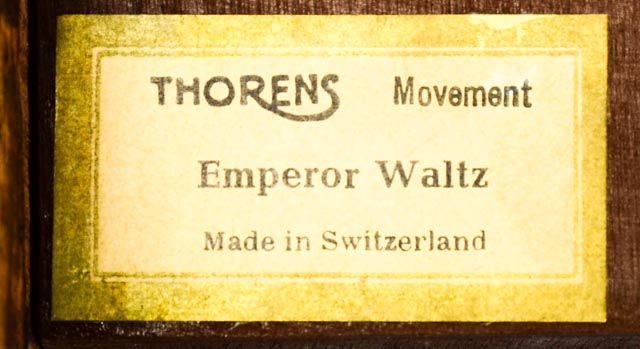 THORENS Movement
Emperor Waltz
Made in Switzerland